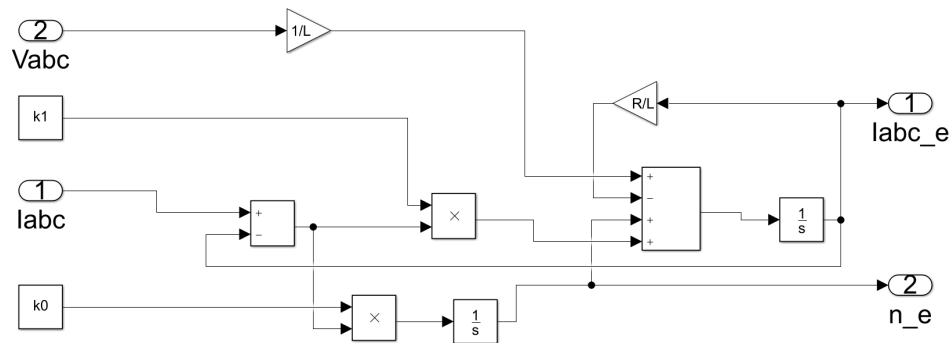 2
Vabc
1/L
k1
R/L
1
Iabc_e
1
Iabc
+
−
×
+
−
+
+
1
s
k0
×
1
s
2
n_e